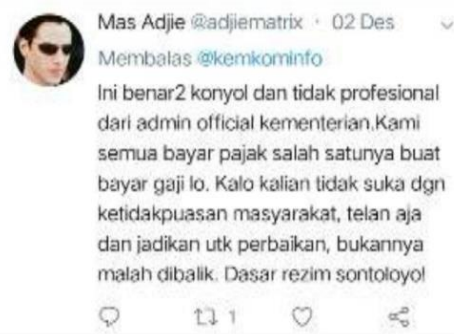 Mas Adjie @adjiematrix · 02 Des
Membalas @kemkominfo
Ini benar2 konyol dan tidak profesional
dari admin official kementerian.Kami
semua bayar pajak salah satunya buat
bayar gaji lo. Kalo kalian tidak suka dgn
ketidakpuasan masyarakat, telan aja
dan jadikan utk perbaikan, bukannya
malah dibalik. Dasar rezim sontoloyo!
1